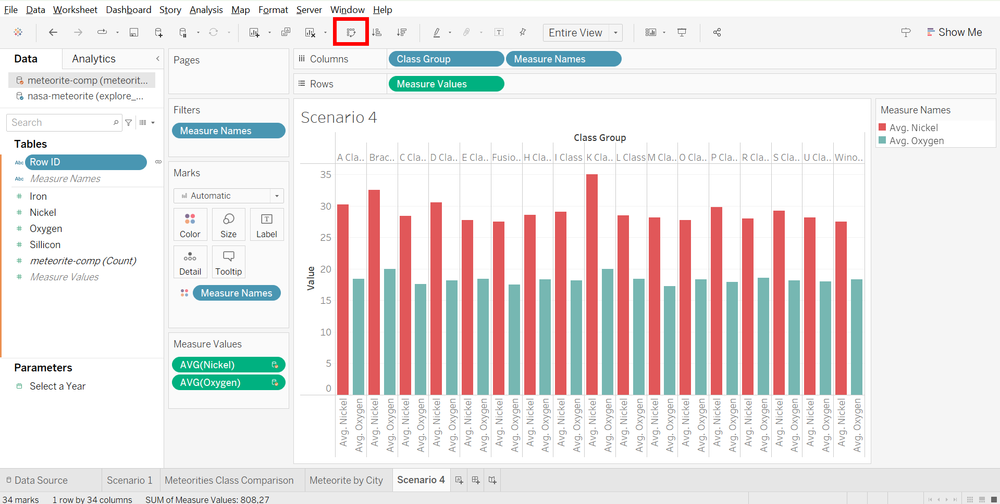 File Data Worksheet Dashboard Story Analysis Map Format Server Window Help
Entire View
Show Me
Data Analytics
meteorite-comp (meteorit...
nasa-meteorite (explore_...
Search
Tables
Abc Row ID
Abc Measure Names
# Iron
# Nickel
# Oxygen
# Sillicon
# meteorite-comp (Count)
# Measure Values
Parameters
Select a Year
Pages
Filters
Measure Names
Marks
Automatic
Color Size Label
Detail Tooltip
Measure Names
Measure Values
AVG(Nickel)
AVG(Oxygen)
Columns Class Group Measure Names
Rows Measure Values
Scenario 4
Class Group
A Cla.. Brac.. C Cla.. D Cla.. E Cla.. Fusio.. H Cla.. I Class K Cla.. L Class M Cla.. O Cla.. P Cla.. R Cla.. S Cla.. U Cla.. Wino..
35
30
25
20
15
10
5
0
Value
Avg. Nickel Avg. Oxygen Avg. Nickel Avg. Oxygen Avg. Nickel Avg. Oxygen Avg. Nickel Avg. Oxygen Avg. Nickel Avg. Oxygen Avg. Nickel Avg. Oxygen Avg. Nickel Avg. Oxygen Avg. Nickel Avg. Oxygen Avg. Nickel Avg. Oxygen Avg. Nickel Avg. Oxygen Avg. Nickel Avg. Oxygen Avg. Nickel Avg. Oxygen Avg. Nickel Avg. Oxygen Avg. Nickel Avg. Oxygen Avg. Nickel Avg. Oxygen Avg. Nickel Avg. Oxygen Avg. Nickel Avg. Oxygen
Measure Names
Avg. Nickel
Avg. Oxygen
Data Source Scenario 1 Meteorities Class Comparison Meteorite by City Scenario 4
34 marks 1 row by 34 columns SUM of Measure Values: 808,27